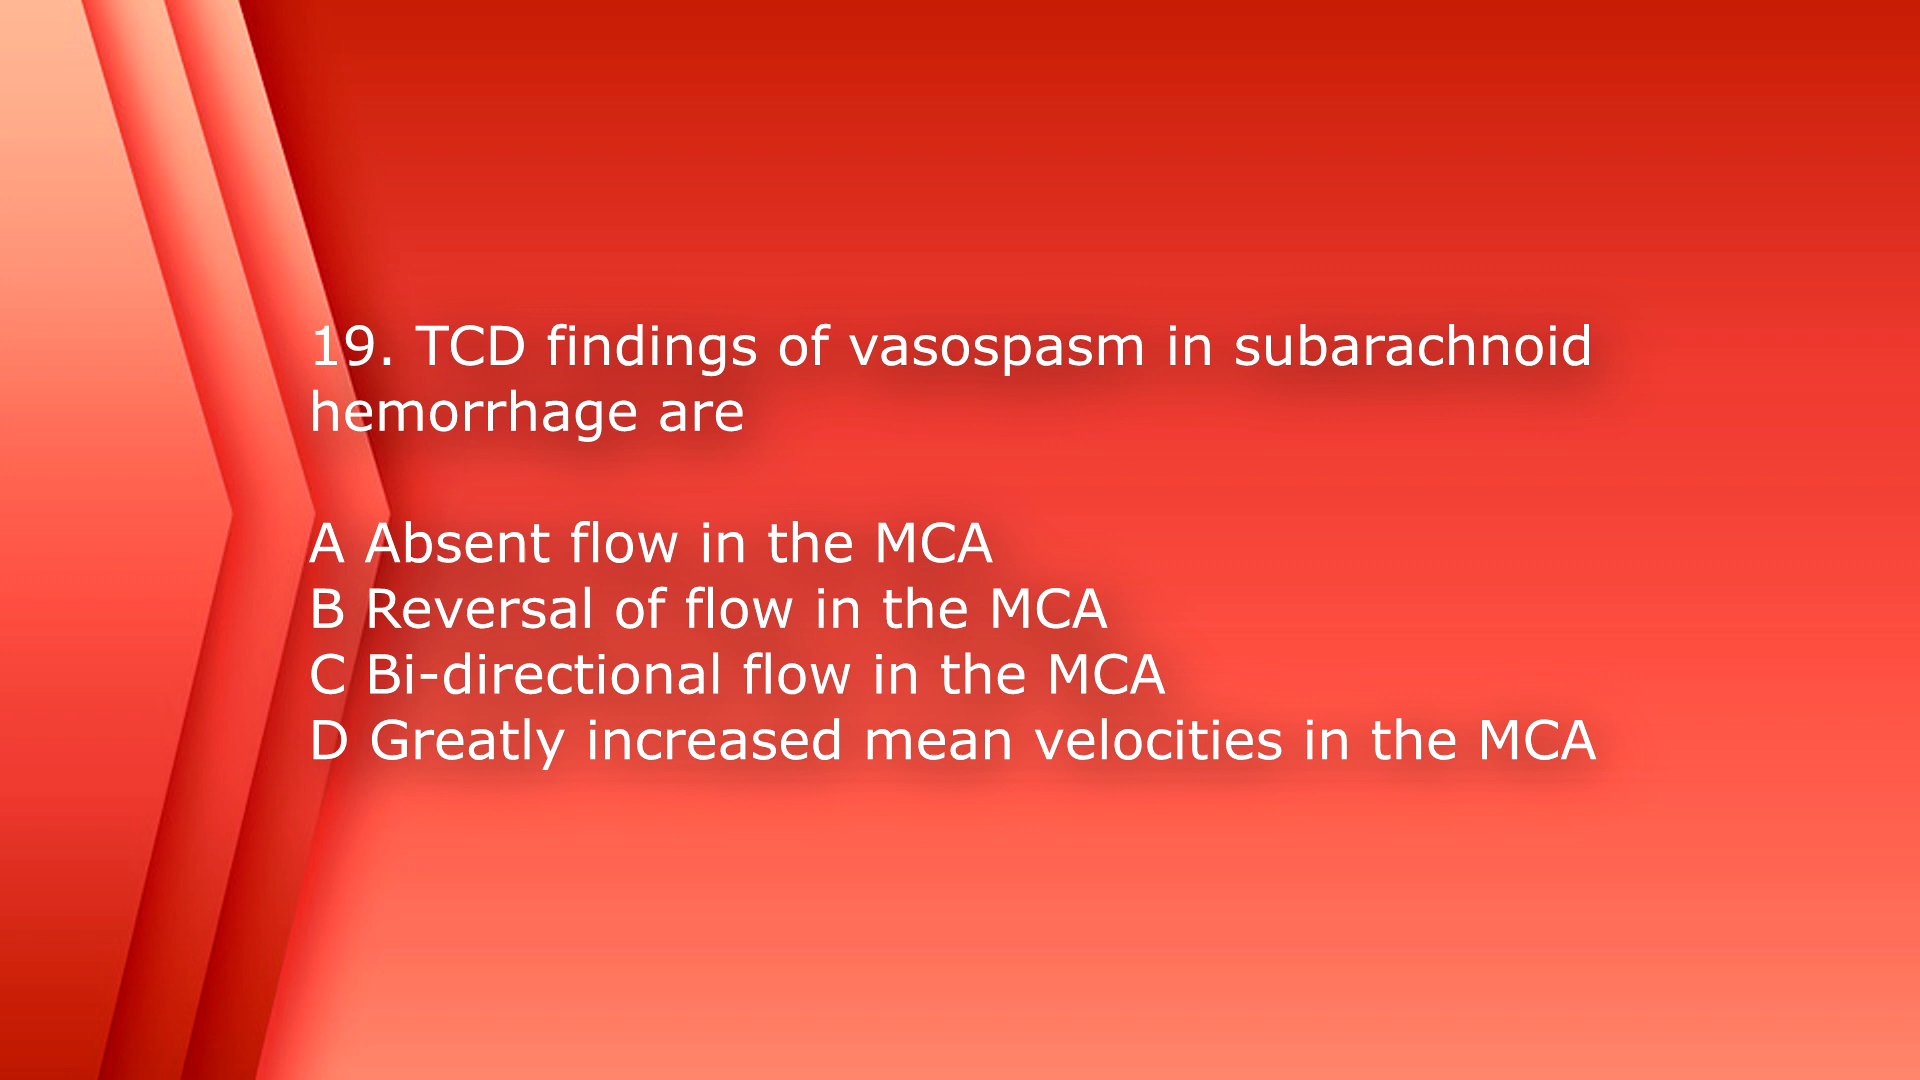 19. TCD findings of vasospasm in subarachnoid
hemorrhage are
A Absent flow in the MCA
B Reversal of flow in the MCA
C Bi-directional flow in the MCA
D Greatly increased mean velocities in the MCA